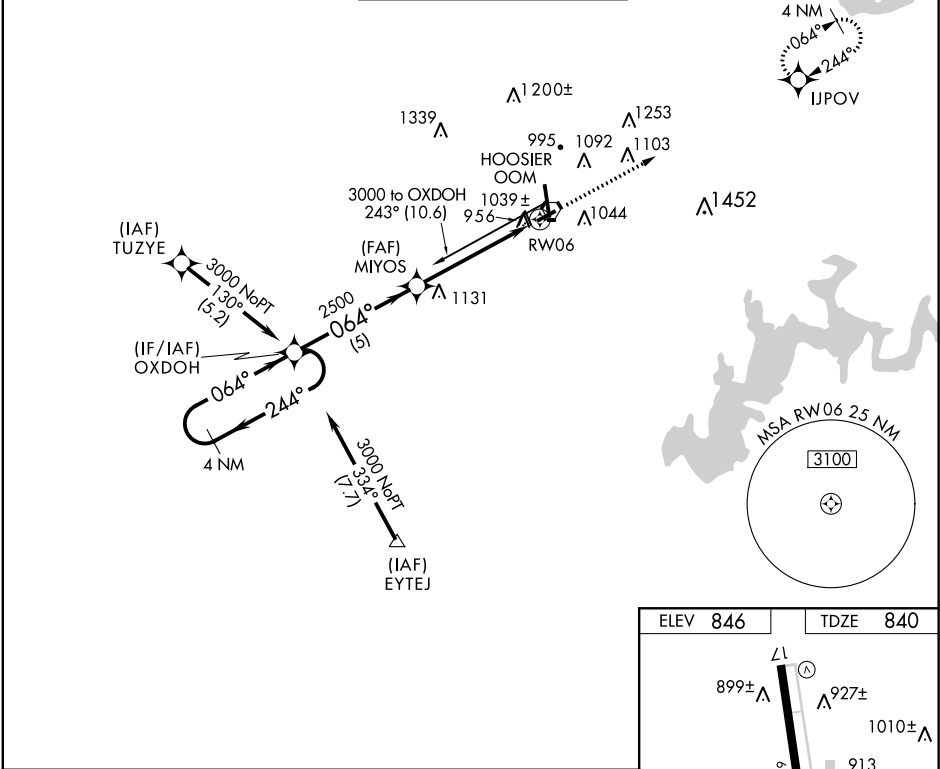 4 NM
064°
244°
IJPOV
1200±
1339
1253
995
1092
1103
HOOSIER
OOM
3000 to OXDOH
243° (10.6)
1039±
956
1044
1452
RW06
(IAF)
TUZYE
(FAF)
MIYOS
3000 NoPT
130°
(5.2)
2500
064°
(5)
1131
(IF/IAF)
OXDOH
064°
244°
4 NM
3000 NoPT
334°
(7.7)
(IAF)
EYTEJ
MSA RW06 25 NM
3100
ELEV 846
TDZE 840
17
V
899±
927±
1010±
913